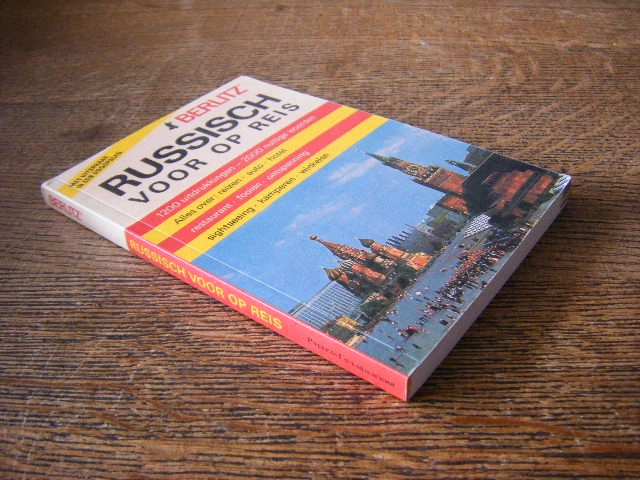 BERLITZ
RUSSISCH
VOOR OP REIS
1200 uitdrukkingen - 2000 nuttige woorden
Alles over · reizen · auto · hotel
restaurant · fooien · ontspanning
sightseeing · kamperen · winkelen
BERLITZ
RUSSISCH VOOR OP REIS